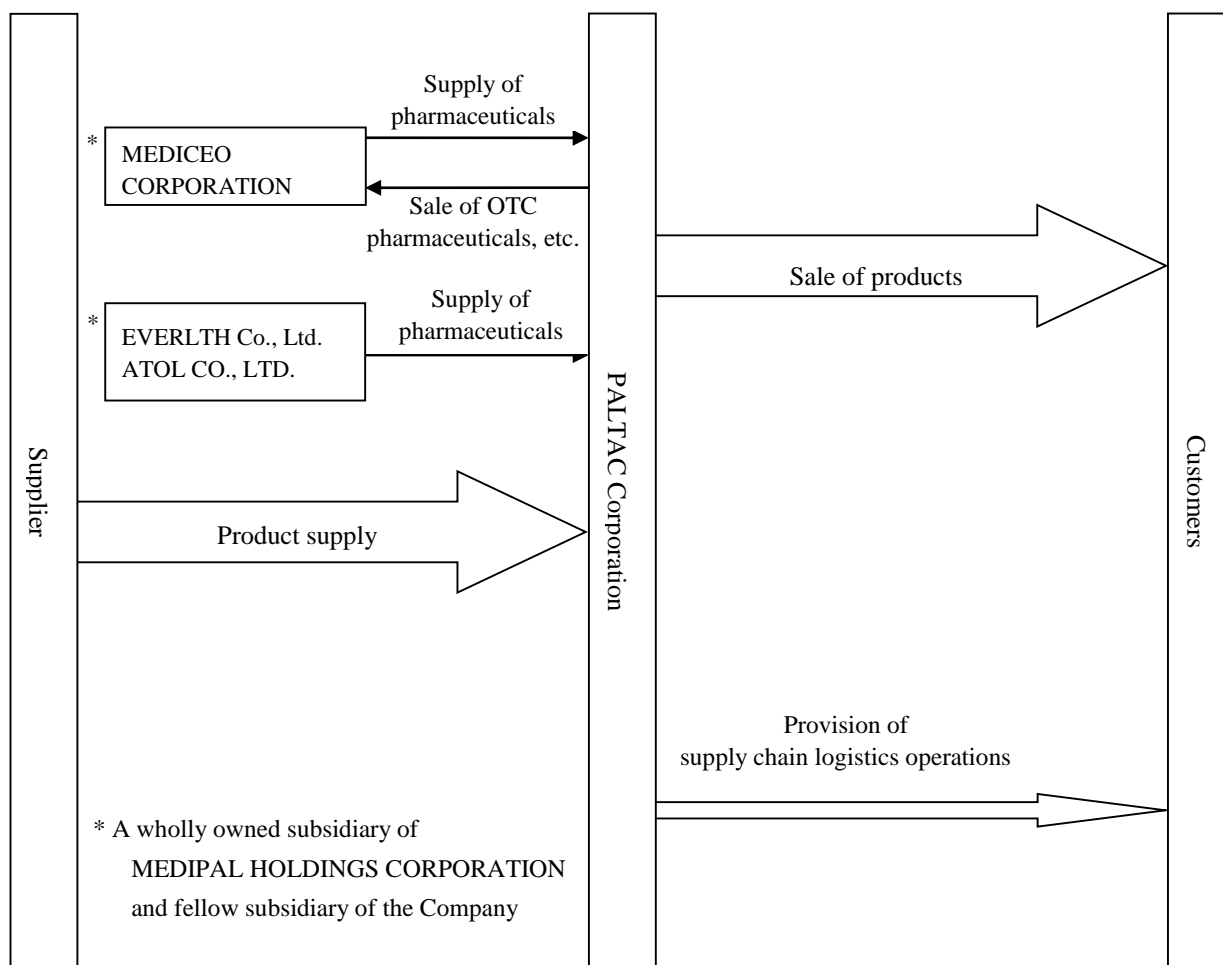 Supply of
pharmaceuticals
*
MEDICEO
CORPORATION
Sale of OTC
pharmaceuticals, etc.
Sale of products
Supply of
pharmaceuticals
*
EVERLTH Co., Ltd.
ATOL CO., LTD.
Supplier
PALTAC Corporation
Customers
Product supply
Provision of
supply chain logistics operations
* A wholly owned subsidiary of
MEDIPAL HOLDINGS CORPORATION
and fellow subsidiary of the Company